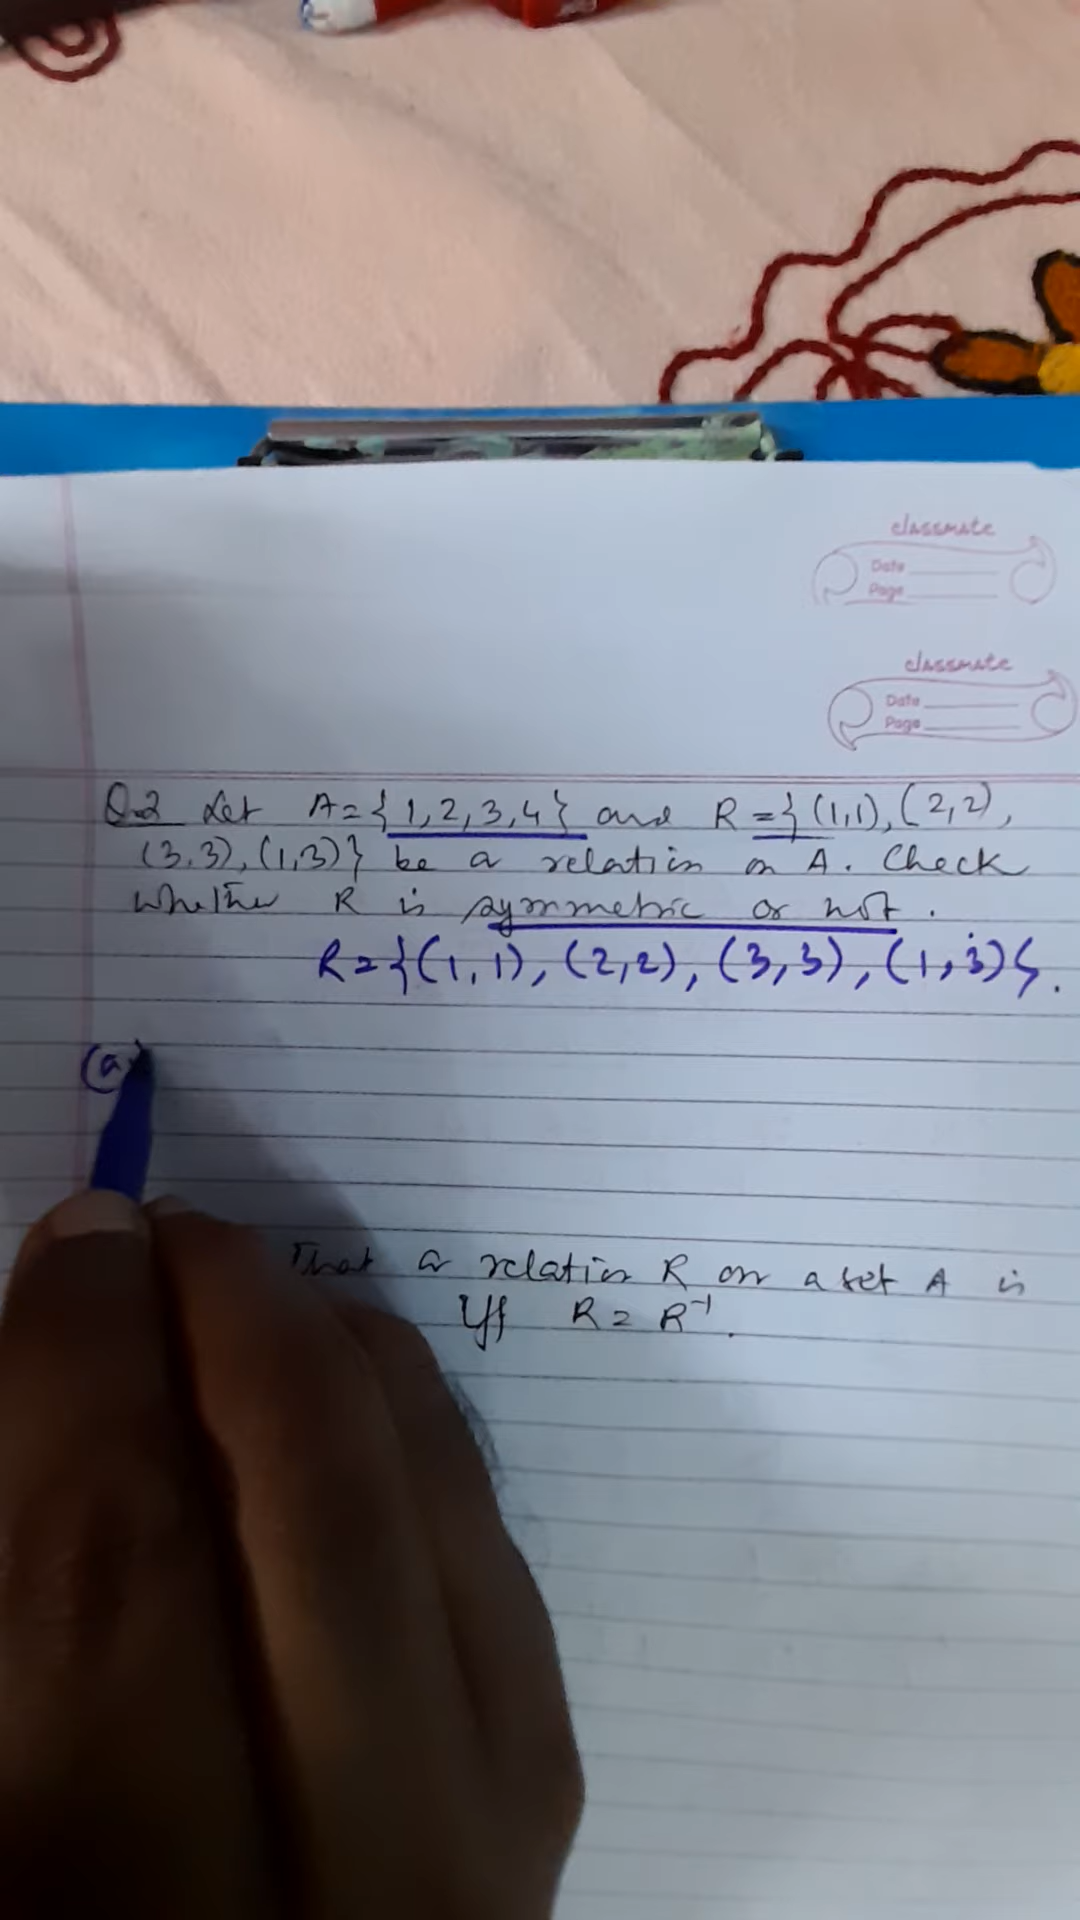 classmate
Date
Page
classmate
Date
Page
Q.2 Let A={1,2,3,4} and R={(1,1),(2,2),
(3,3),(1,3)} be a relation on A. Check
whether R is symmetric or not.
R={(1,1),(2,2),(3,3),(1,3)}.
(a
That a relation R on a set A is
iff R = R⁻¹.